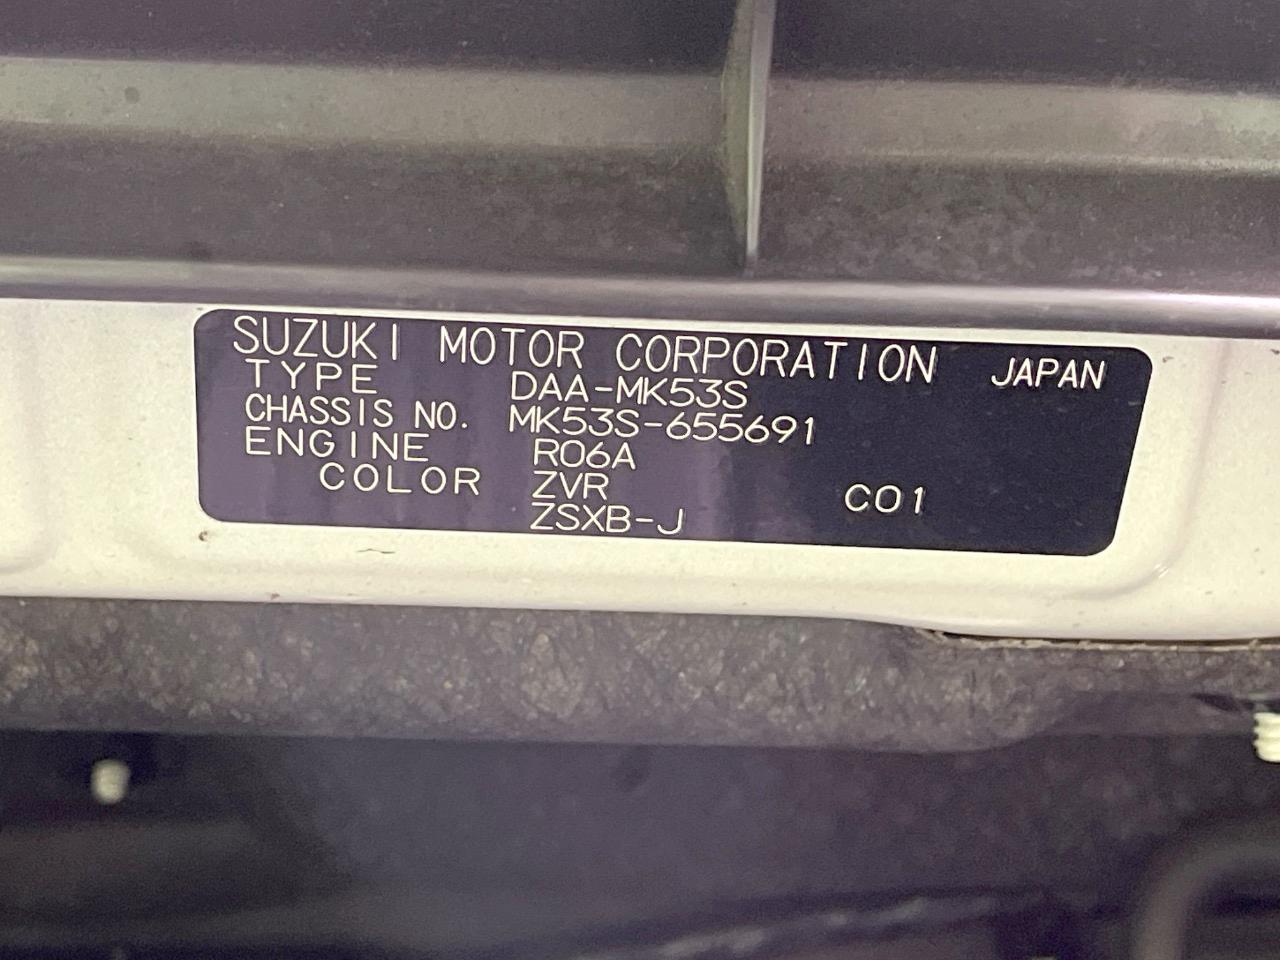 SUZUKI MOTOR CORPORATION JAPAN
TYPE DAA-MK53S
CHASSIS NO. MK53S-655691
ENGINE R06A
COLOR ZVR C01
ZSXB-J